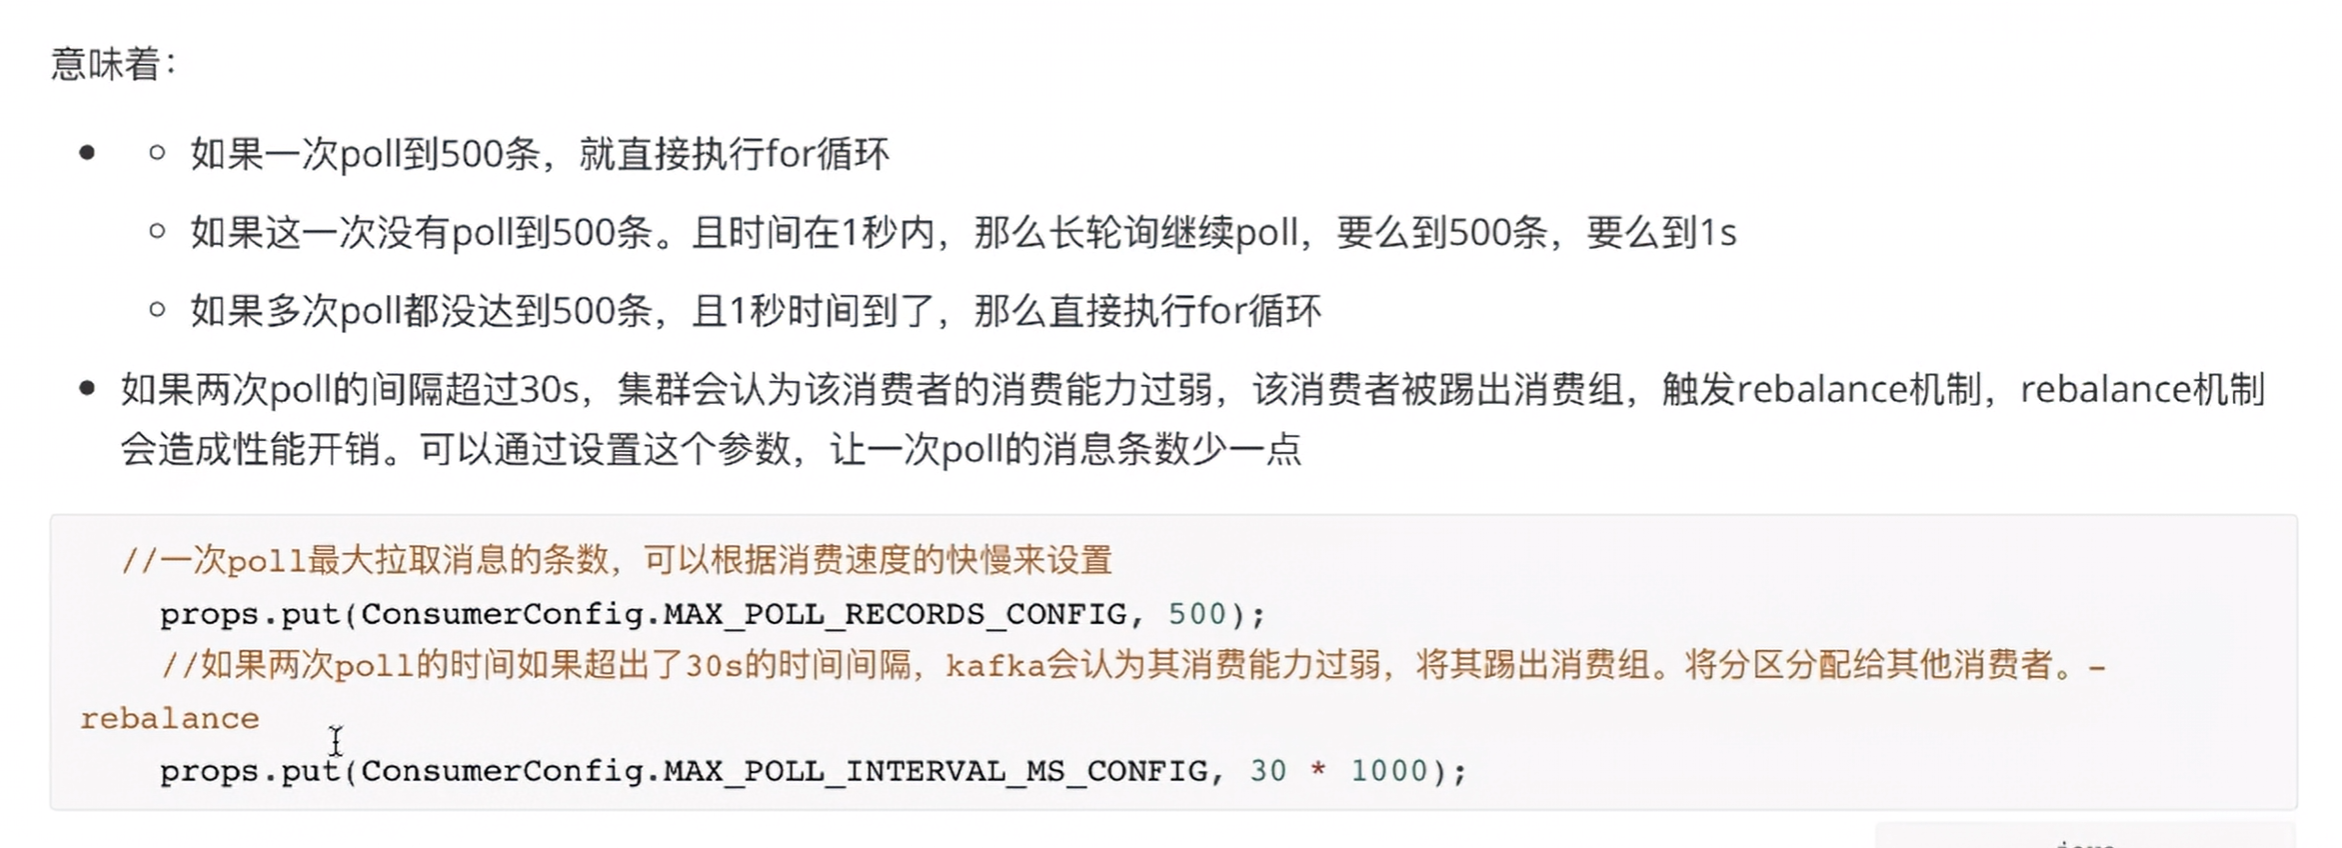 意味着：
如果一次poll到500条，就直接执行for循环
如果这一次没有poll到500条。且时间在1秒内，那么长轮询继续poll，要么到500条，要么到1s
如果多次poll都没达到500条，且1秒时间到了，那么直接执行for循环
如果两次poll的间隔超过30s，集群会认为该消费者的消费能力过弱，该消费者被踢出消费组，触发rebalance机制，rebalance机制
会造成性能开销。可以通过设置这个参数，让一次poll的消息条数少一点
//一次poll最大拉取消息的条数，可以根据消费速度的快慢来设置
props.put(ConsumerConfig.MAX_POLL_RECORDS_CONFIG, 500);
//如果两次poll的时间如果超出了30s的时间间隔，kafka会认为其消费能力过弱，将其踢出消费组。将分区分配给其他消费者。-
rebalance
props.put(ConsumerConfig.MAX_POLL_INTERVAL_MS_CONFIG, 30 * 1000);